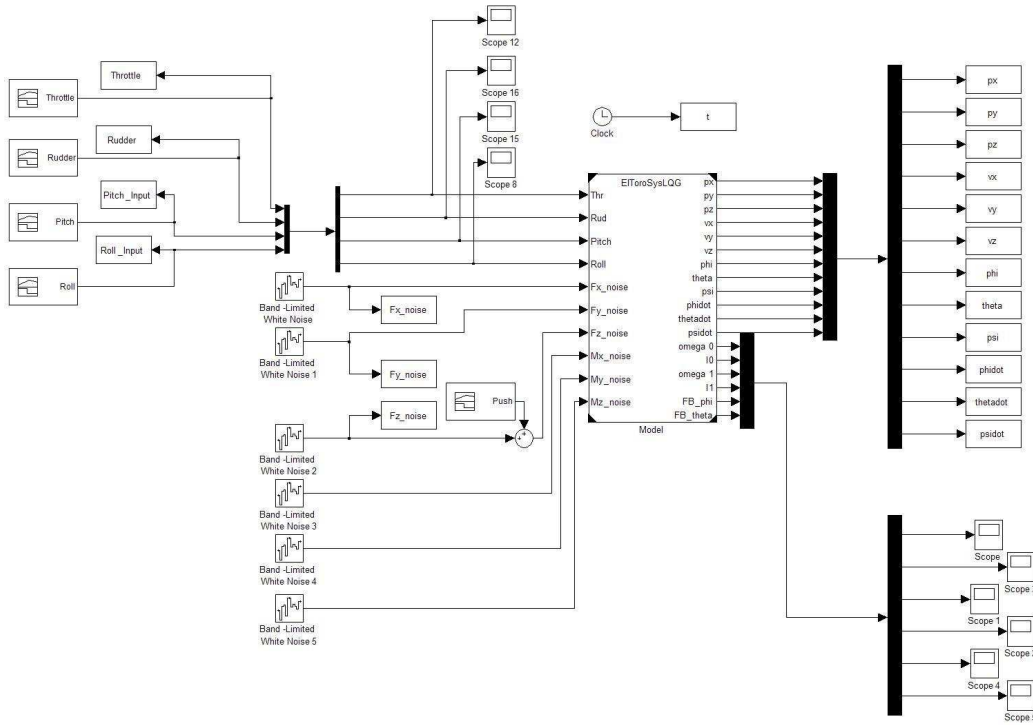 Scope 12
Throttle
Throttle
Scope 16
Rudder
Rudder
Scope 15
Clock
t
Pitch _Input
Pitch
Scope 8
Roll _Input
Roll
ElToroSysLQG
Thr
Rud
Pitch
Roll
Fx_noise
Fy_noise
Fz_noise
Mx_noise
My_noise
Mz_noise
px
py
pz
vx
vy
vz
phi
theta
psi
phidot
thetadot
psidot
omega 0
I0
omega 1
I1
FB_phi
FB_theta
Model
Band -Limited
White Noise
Fx_noise
Band -Limited
White Noise 1
Fy_noise
Push
Fz_noise
+
+
Band -Limited
White Noise 2
Band -Limited
White Noise 3
Band -Limited
White Noise 4
Band -Limited
White Noise 5
px
py
pz
vx
vy
vz
phi
theta
psi
phidot
thetadot
psidot
Scope
Scope
Scope 1
Scope
Scope 4
Scope